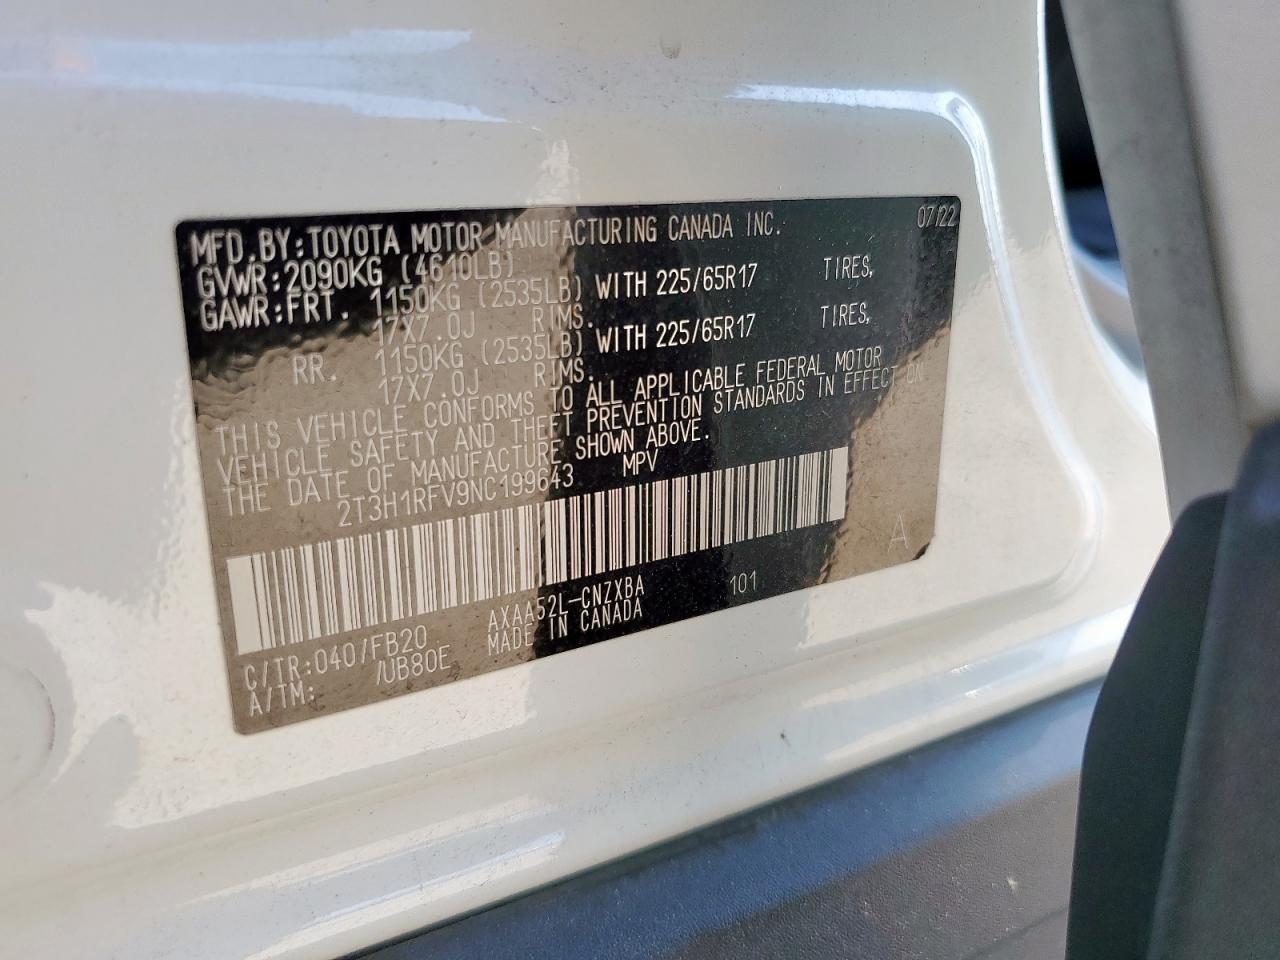 MFD.BY:TOYOTA MOTOR MANUFACTURING CANADA INC. 07/22
GVWR:2090KG (4610LB)
GAWR:FRT. 1150KG (2535LB) WITH 225/65R17 TIRES,
17X7.0J RIMS.
RR. 1150KG (2535LB) WITH 225/65R17 TIRES,
17X7.0J RIMS.
THIS VEHICLE CONFORMS TO ALL APPLICABLE FEDERAL MOTOR
VEHICLE SAFETY AND THEFT PREVENTION STANDARDS IN EFFECT ON
THE DATE OF MANUFACTURE SHOWN ABOVE.
2T3H1RFV9NC199643 MPV
A
C/TR:040/FB20 AXAA52L-CNZXBA 101
A/TM: /UB80E MADE IN CANADA